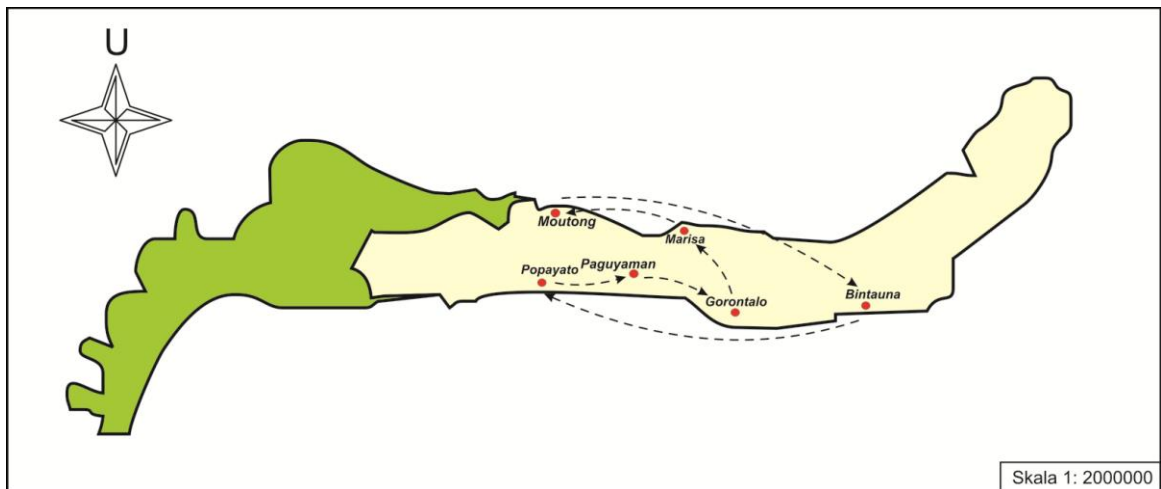 U
Moutong
Marisa
Paguyaman
Popayato
Gorontalo
Bintauna
Skala 1: 2000000